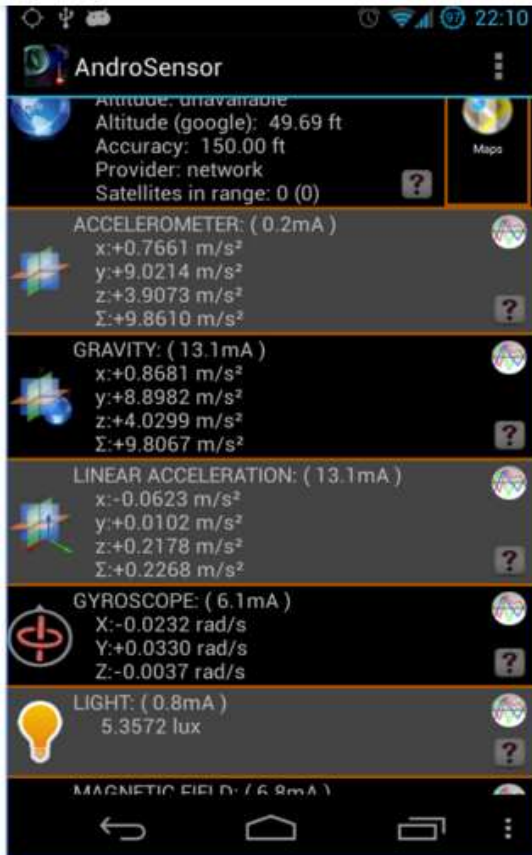 97 22:10
AndroSensor
Altitude: unavailable
Altitude (google): 49.69 ft
Accuracy: 150.00 ft
Provider: network
Satellites in range: 0 (0)
Maps
?
ACCELEROMETER: ( 0.2mA )
x:+0.7661 m/s²
y:+9.0214 m/s²
z:+3.9073 m/s²
Σ:+9.8610 m/s²
?
GRAVITY: ( 13.1mA )
x:+0.8681 m/s²
y:+8.8982 m/s²
z:+4.0299 m/s²
Σ:+9.8067 m/s²
?
LINEAR ACCELERATION: ( 13.1mA )
x:-0.0623 m/s²
y:+0.0102 m/s²
z:+0.2178 m/s²
Σ:+0.2268 m/s²
?
GYROSCOPE: ( 6.1mA )
X:-0.0232 rad/s
Y:+0.0330 rad/s
Z:-0.0037 rad/s
?
LIGHT: ( 0.8mA )
5.3572 lux
?
MAGNETIC FIELD: ( 6.8mA )